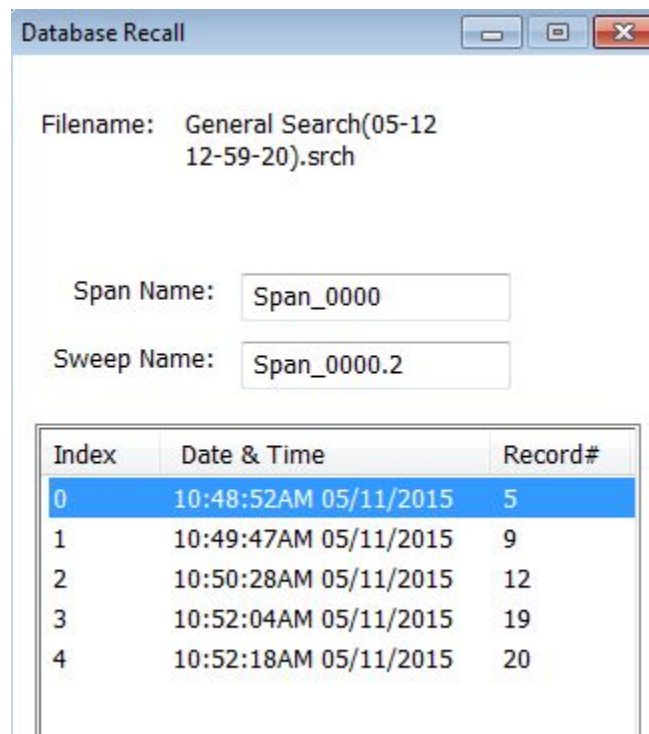 Database Recall
Filename: General Search(05-12
12-59-20).srch
Span Name: Span_0000
Sweep Name: Span_0000.2
Index Date & Time Record#
0 10:48:52AM 05/11/2015 5
1 10:49:47AM 05/11/2015 9
2 10:50:28AM 05/11/2015 12
3 10:52:04AM 05/11/2015 19
4 10:52:18AM 05/11/2015 20